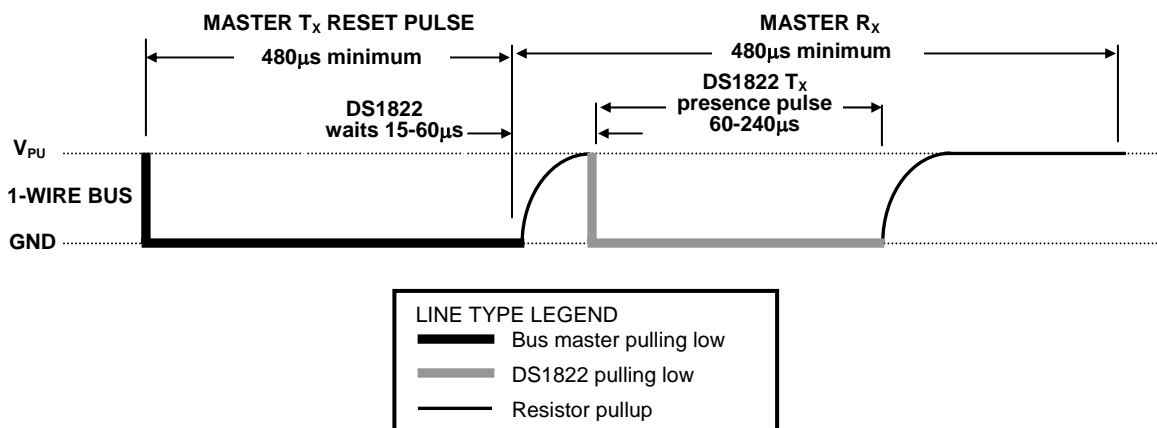 MASTER TX RESET PULSE
480μs minimum
MASTER RX
480μs minimum
DS1822
waits 15-60μs
DS1822 TX
presence pulse
60-240μs
VPU
1-WIRE BUS
GND
LINE TYPE LEGEND
Bus master pulling low
DS1822 pulling low
Resistor pullup